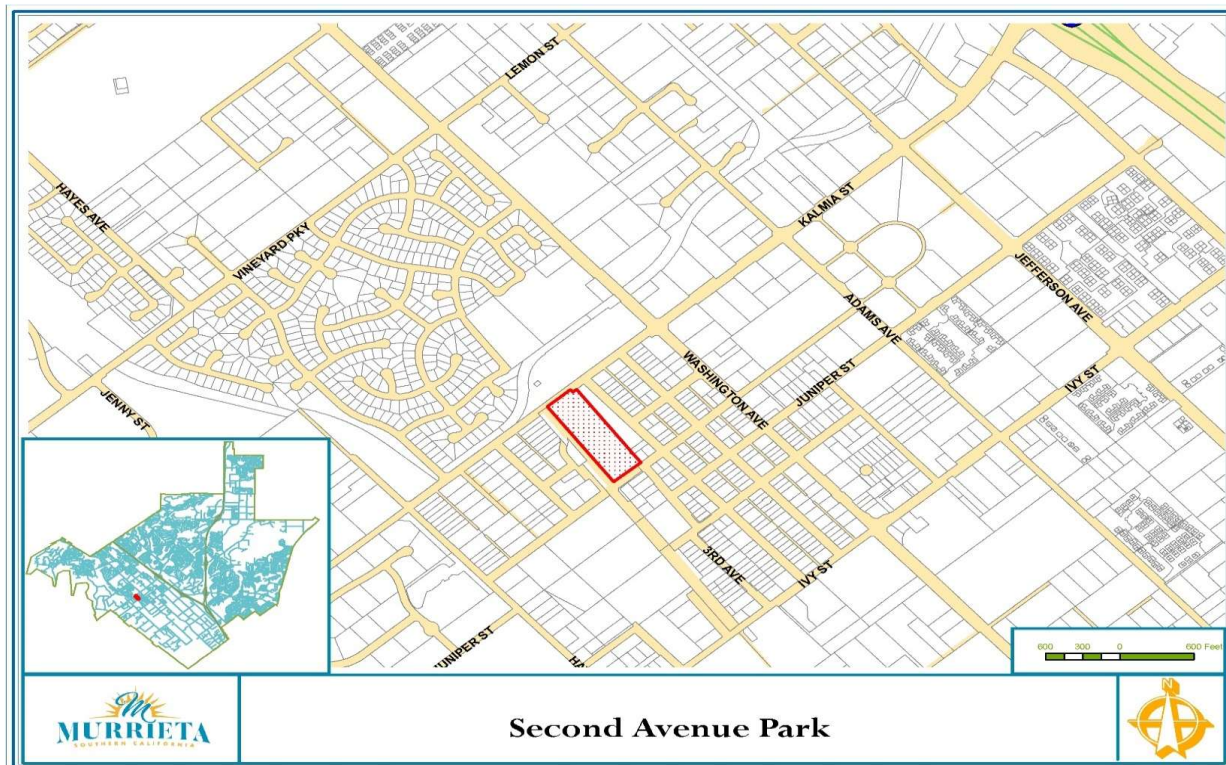 LEMON ST
HAYES AVE
VINEYARD PKY
KALMIA ST
JEFFERSON AVE
ADAMS AVE
WASHINGTON AVE
JUNIPER ST
IVY ST
JENNY ST
3RD AVE
IVY ST
JUNIPER ST
HA
600 300 0 600 Feet
M
MURRIETA
SOUTHERN CALIFORNIA
Second Avenue Park
N